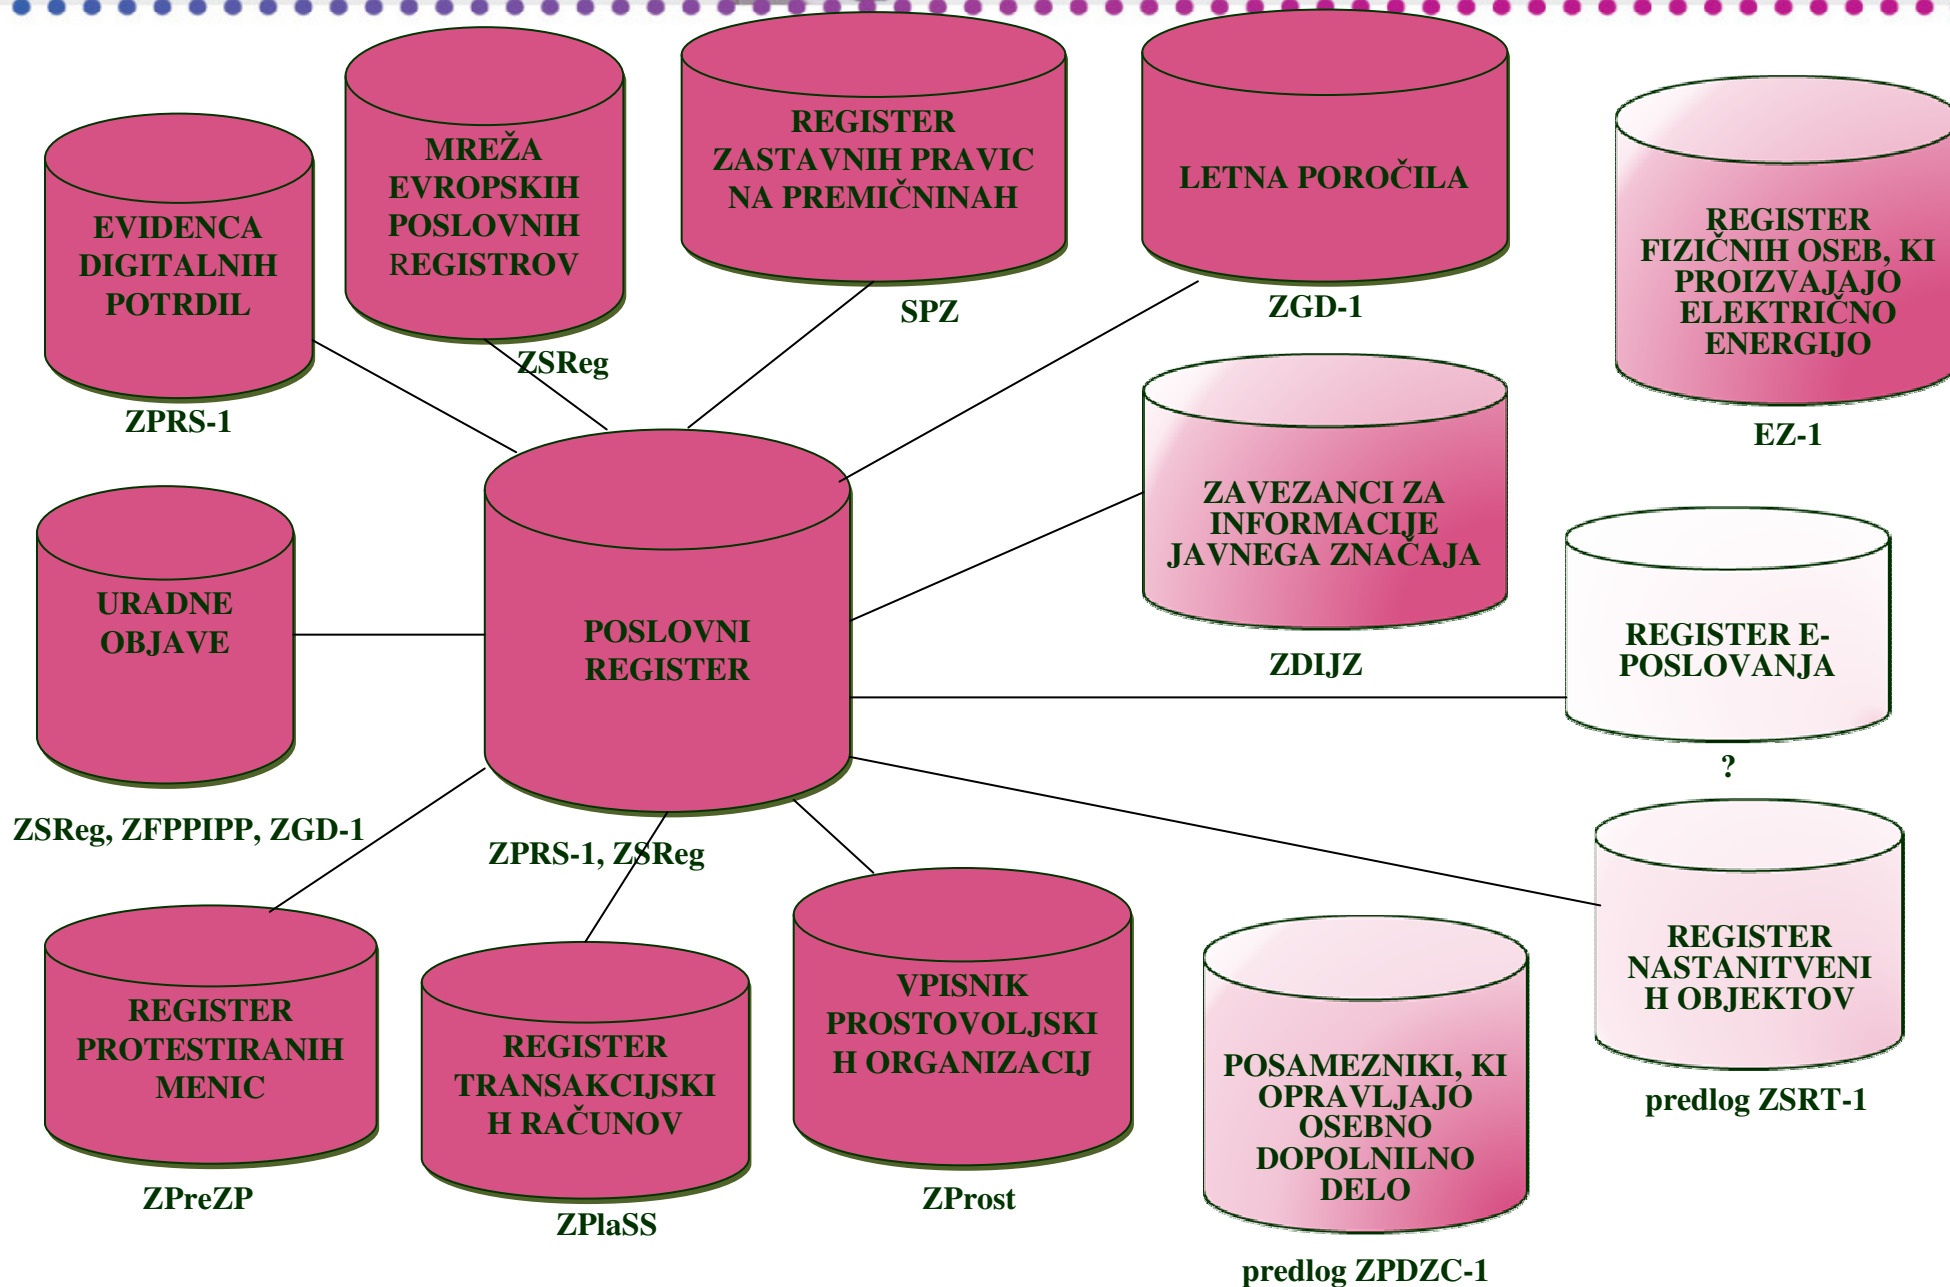 EVIDENCA
DIGITALNIH
POTRDIL
ZPRS-1
MREŽA
EVROPSKIH
POSLOVNIH
REGISTROV
ZSReg
REGISTER
ZASTAVNIH PRAVIC
NA PREMIČNINAH
SPZ
LETNA POROČILA
ZGD-1
REGISTER
FIZIČNIH OSEB, KI
PROIZVAJAJO
ELEKTRIČNO
ENERGIJO
EZ-1
URADNE
OBJAVE
ZSReg, ZFPPIPP, ZGD-1
POSLOVNI
REGISTER
ZPRS-1, ZSReg
ZAVEZANCI ZA
INFORMACIJE
JAVNEGA ZNAČAJA
ZDIJZ
REGISTER E-
POSLOVANJA
?
REGISTER
PROTESTIRANIH
MENIC
ZPreZP
REGISTER
TRANSAKCIJSKI
H RAČUNOV
ZPlaSS
VPISNIK
PROSTOVOLJSKI
H ORGANIZACIJ
ZProst
POSAMEZNIKI, KI
OPRAVLJAJO
OSEBNO
DOPOLNILNO
DELO
predlog ZPDZC-1
REGISTER
NASTANITVENI
H OBJEKTOV
predlog ZSRT-1